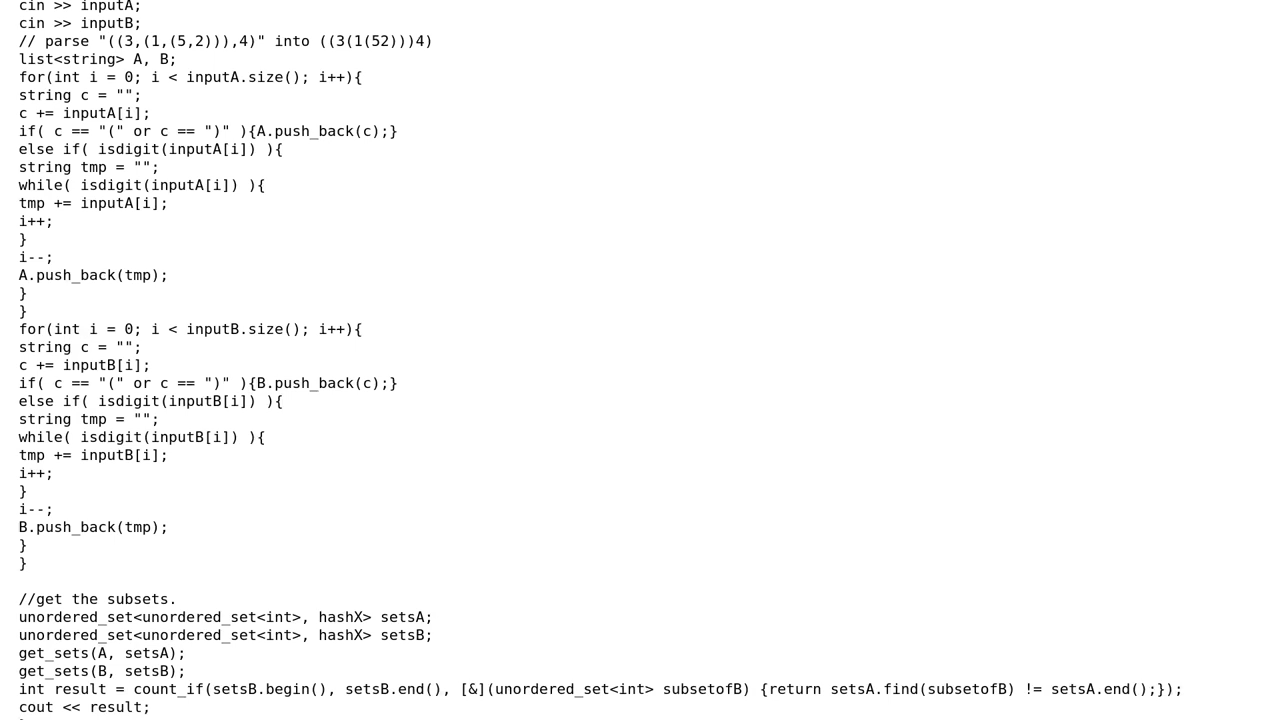 cin >> inputA;
cin >> inputB;
// parse "((3,(1,(5,2))),4)" into ((3(1(52)))4)
list<string> A, B;
for(int i = 0; i < inputA.size(); i++){
string c = "";
c += inputA[i];
if( c == "(" or c == ")" ){A.push_back(c);}
else if( isdigit(inputA[i]) ){
string tmp = "";
while( isdigit(inputA[i]) ){
tmp += inputA[i];
i++;
}
i--;
A.push_back(tmp);
}
}
for(int i = 0; i < inputB.size(); i++){
string c = "";
c += inputB[i];
if( c == "(" or c == ")" ){B.push_back(c);}
else if( isdigit(inputB[i]) ){
string tmp = "";
while( isdigit(inputB[i]) ){
tmp += inputB[i];
i++;
}
i--;
B.push_back(tmp);
}
}
//get the subsets.
unordered_set<unordered_set<int>, hashX> setsA;
unordered_set<unordered_set<int>, hashX> setsB;
get_sets(A, setsA);
get_sets(B, setsB);
int result = count_if(setsB.begin(), setsB.end(), [&](unordered_set<int> subsetofB) {return setsA.find(subsetofB) != setsA.end();});
cout << result;